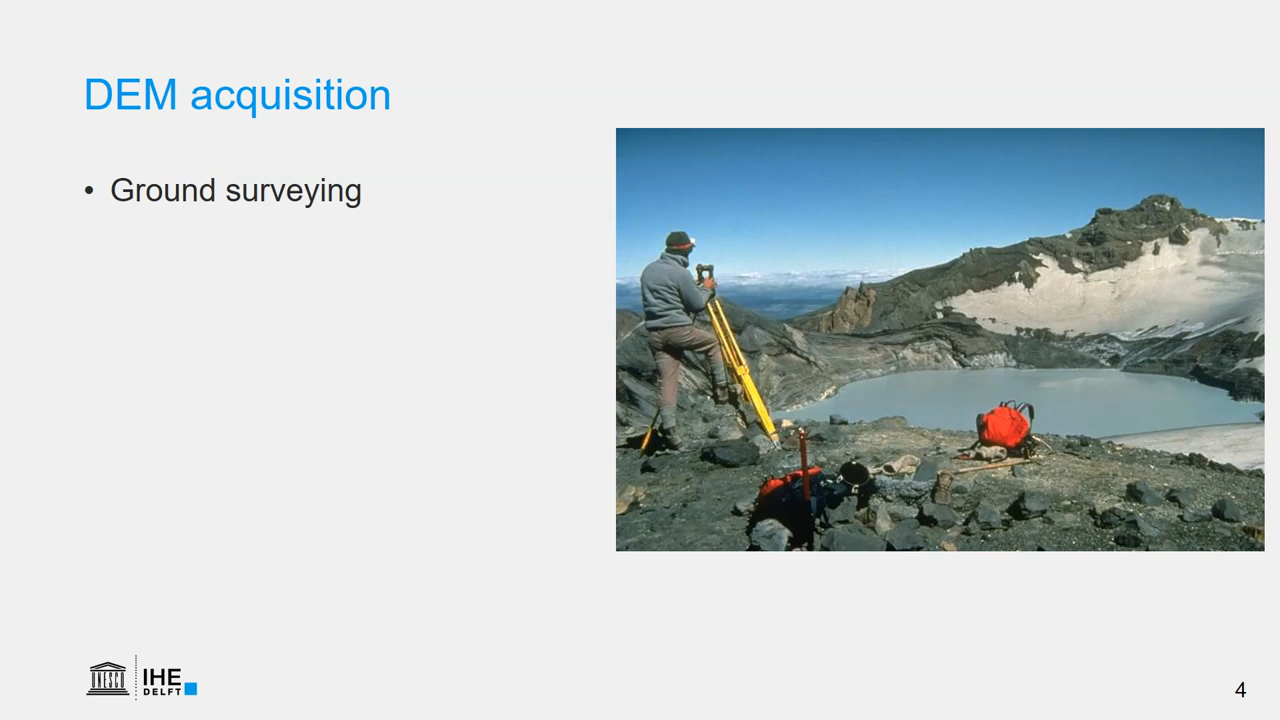 DEM acquisition
• Ground surveying
UNESCO
IHE
DELFT
4